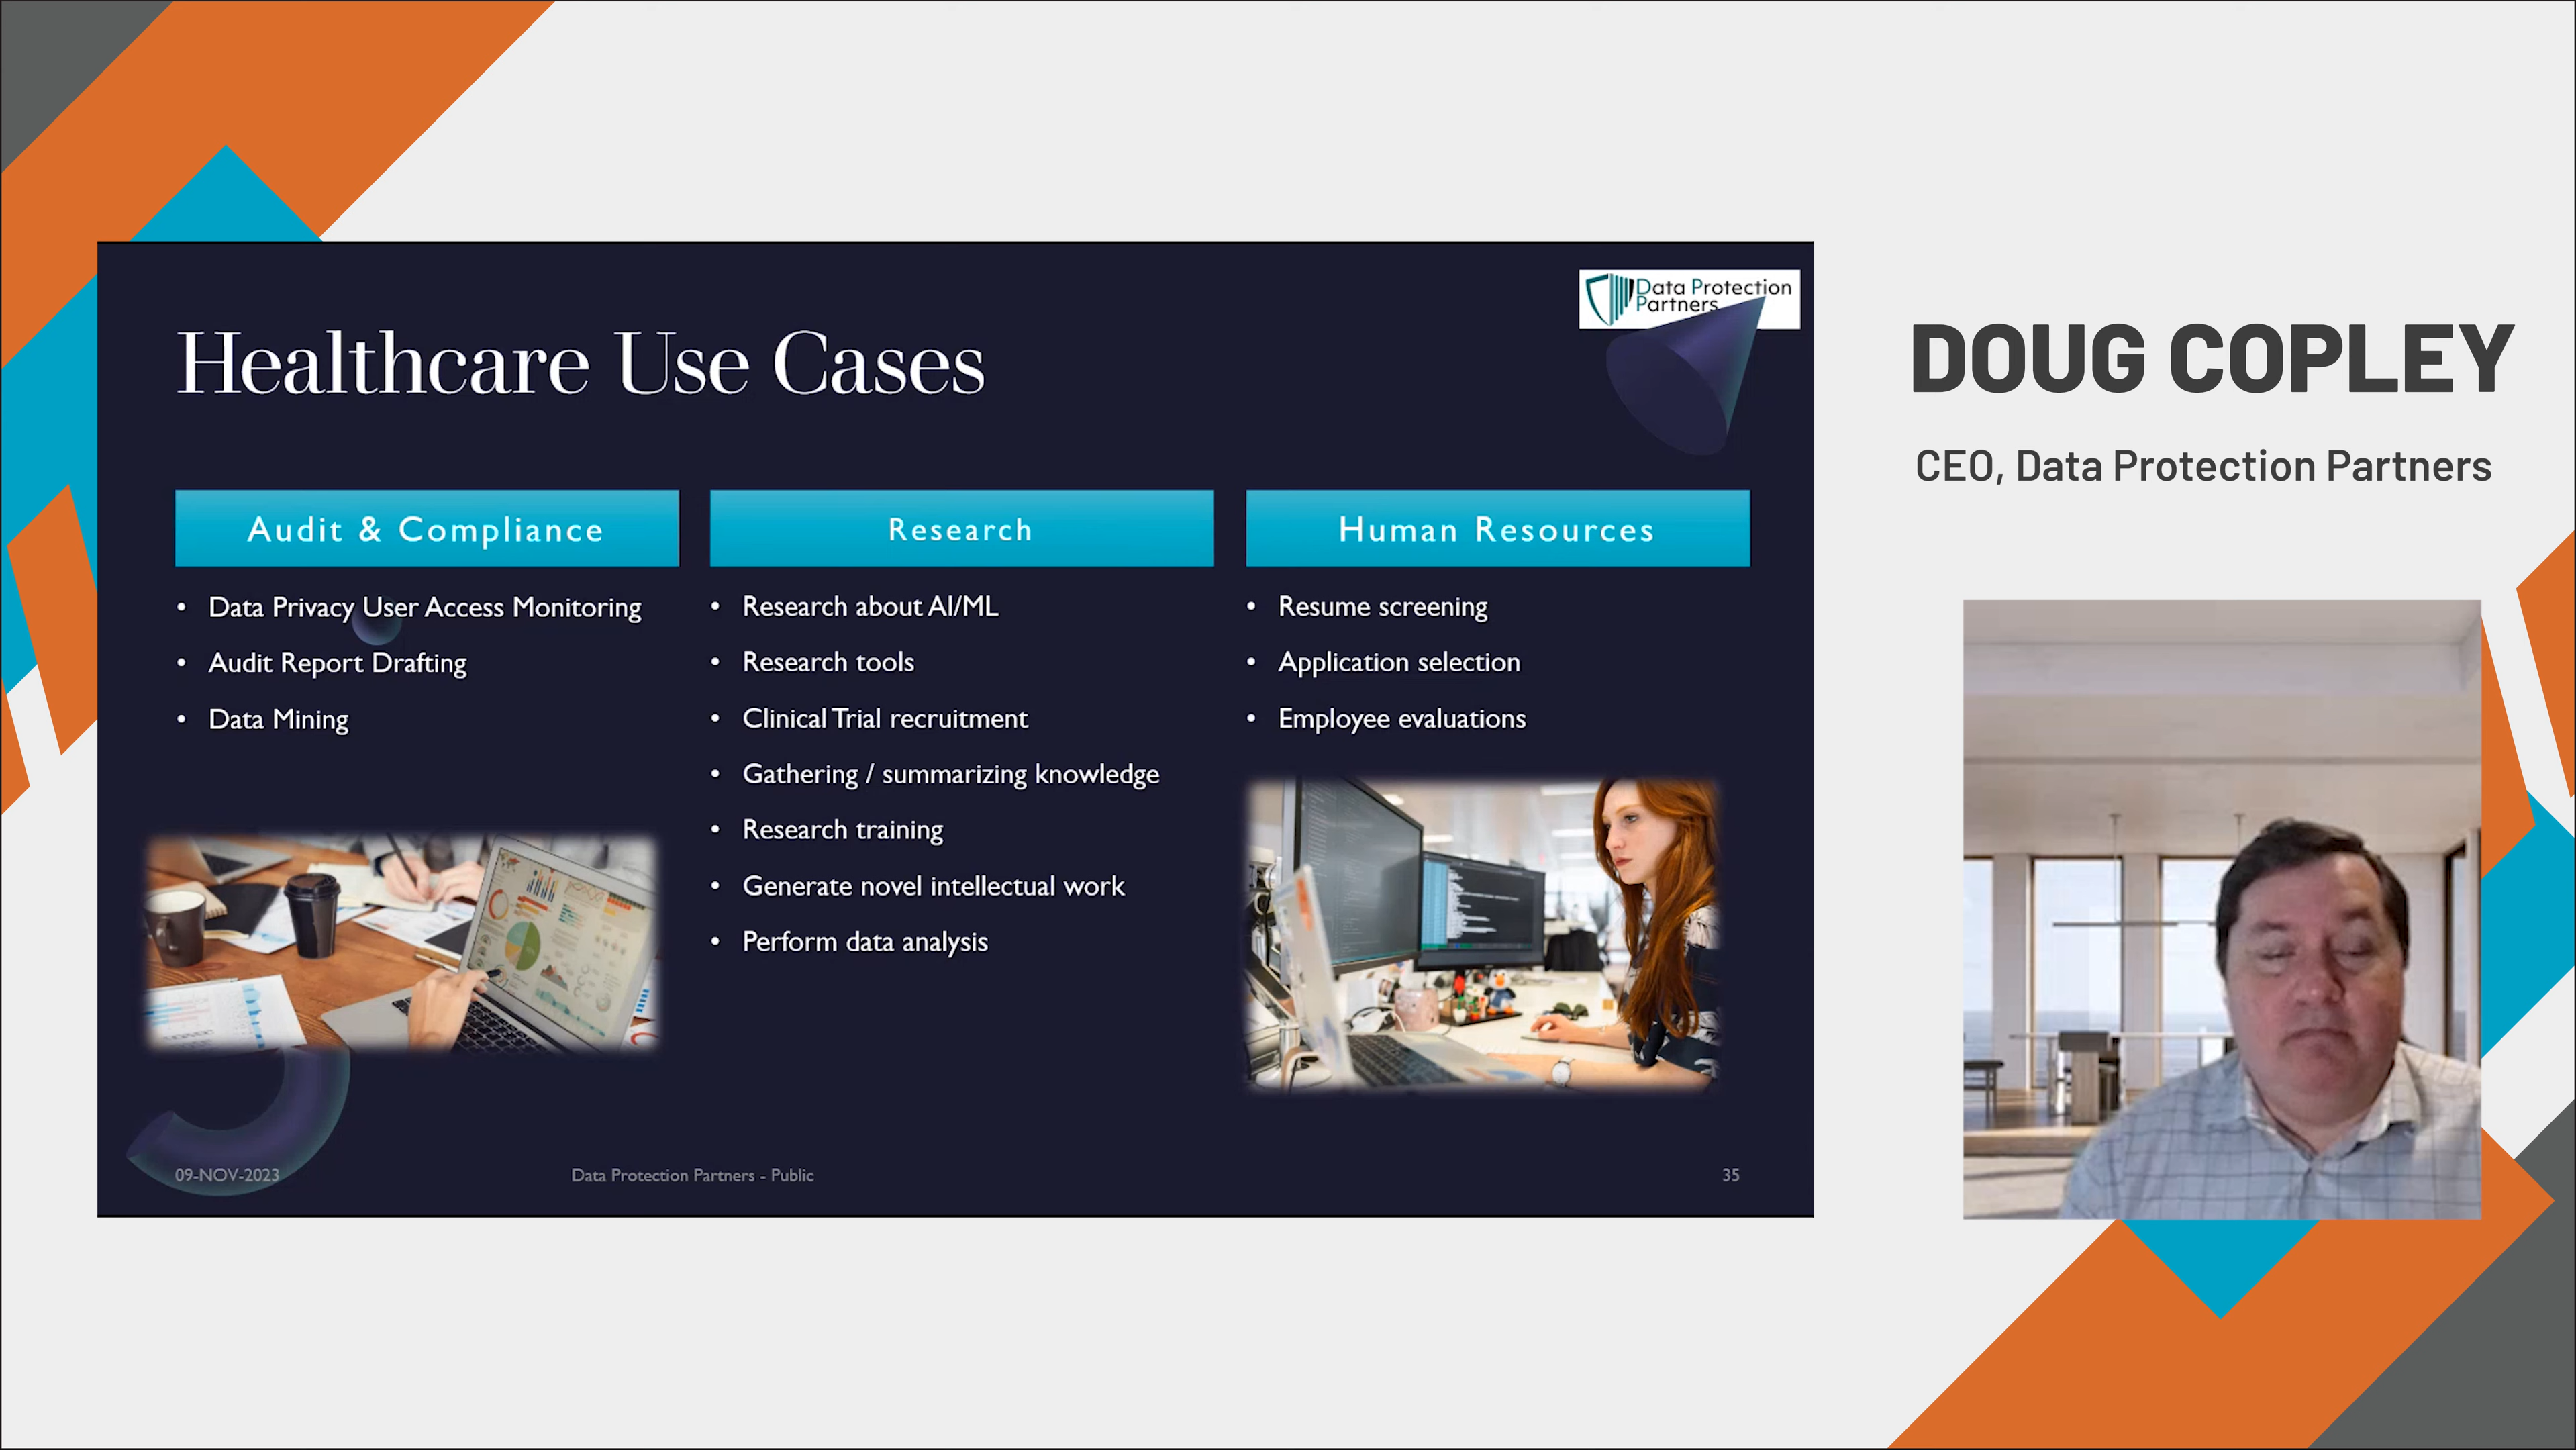 Data Protection
Partners
Healthcare Use Cases
Audit & Compliance
• Data Privacy User Access Monitoring
• Audit Report Drafting
• Data Mining
Research
• Research about AI/ML
• Research tools
• Clinical Trial recruitment
• Gathering / summarizing knowledge
• Research training
• Generate novel intellectual work
• Perform data analysis
Human Resources
• Resume screening
• Application selection
• Employee evaluations
09-NOV-2023
Data Protection Partners - Public
35
DOUG COPLEY
CEO, Data Protection Partners